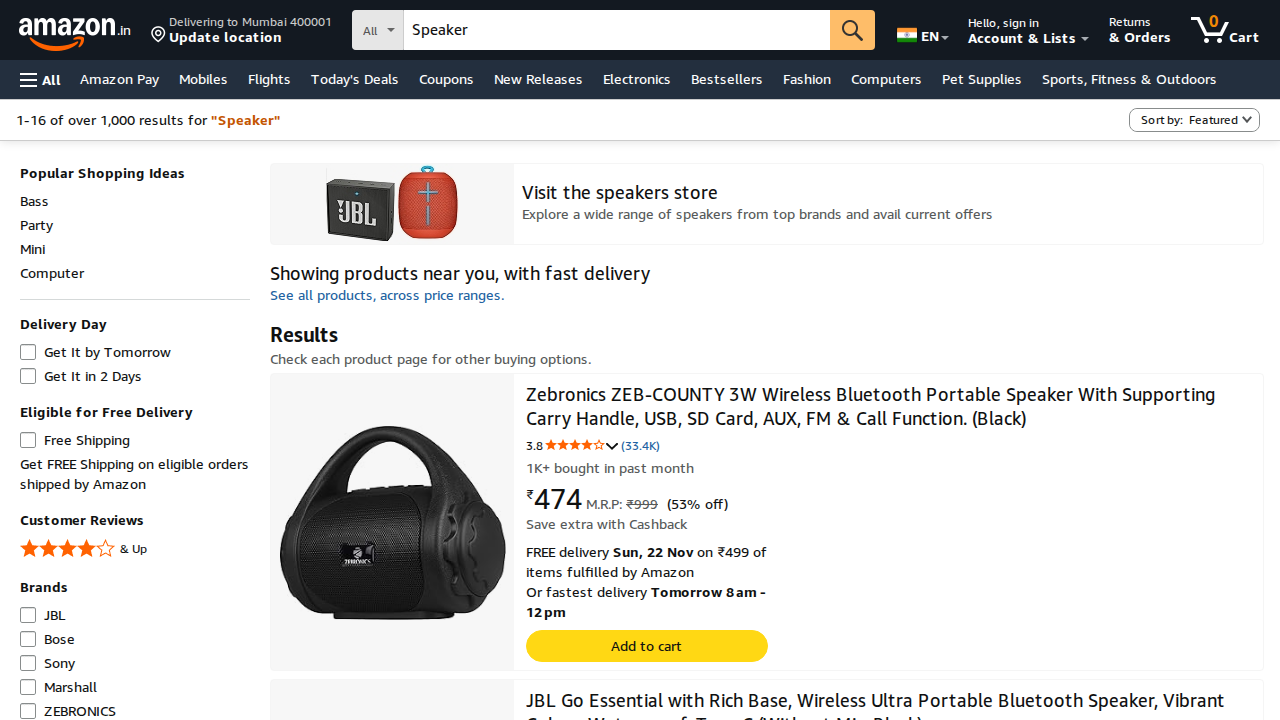 amazon.in
Delivering to Mumbai 400001
Update location
All
Speaker
EN
Hello, sign in
Account & Lists
Returns
& Orders
0
Cart
All
Amazon Pay
Mobiles
Flights
Today's Deals
Coupons
New Releases
Electronics
Bestsellers
Fashion
Computers
Pet Supplies
Sports, Fitness & Outdoors
1-16 of over 1,000 results for "Speaker"
Sort by: Featured
Popular Shopping Ideas
Bass
Party
Mini
Computer
Delivery Day
Get It by Tomorrow
Get It in 2 Days
Eligible for Free Delivery
Free Shipping
Get FREE Shipping on eligible orders
shipped by Amazon
Customer Reviews
& Up
Brands
JBL
Bose
Sony
Marshall
ZEBRONICS
JBL
Visit the speakers store
Explore a wide range of speakers from top brands and avail current offers
Showing products near you, with fast delivery
See all products, across price ranges.
Results
Check each product page for other buying options.
ZEBRONICS
Zebronics ZEB-COUNTY 3W Wireless Bluetooth Portable Speaker With Supporting
Carry Handle, USB, SD Card, AUX, FM & Call Function. (Black)
3.8 (33.4K)
1K+ bought in past month
₹474 M.R.P: ₹999 (53% off)
Save extra with Cashback
FREE delivery Sun, 22 Nov on ₹499 of
items fulfilled by Amazon
Or fastest delivery Tomorrow 8 am -
12 pm
Add to cart
JBL Go Essential with Rich Base, Wireless Ultra Portable Bluetooth Speaker, Vibrant